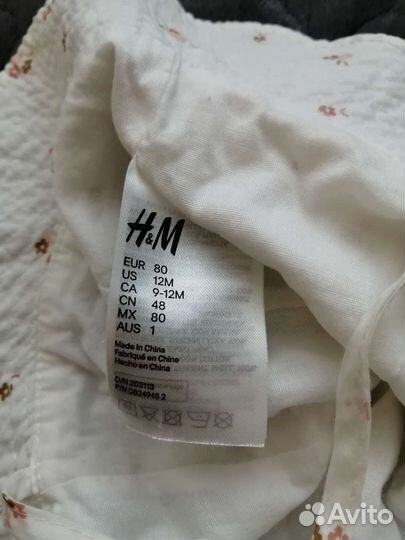 H&M
EUR 80
US 12M
CA 9-12M
CN 48
MX 80
AUS 1
Made in China
Fabriqué en Chine
Hecho en China
O/N 203113
P/N 0824945 2
Avito